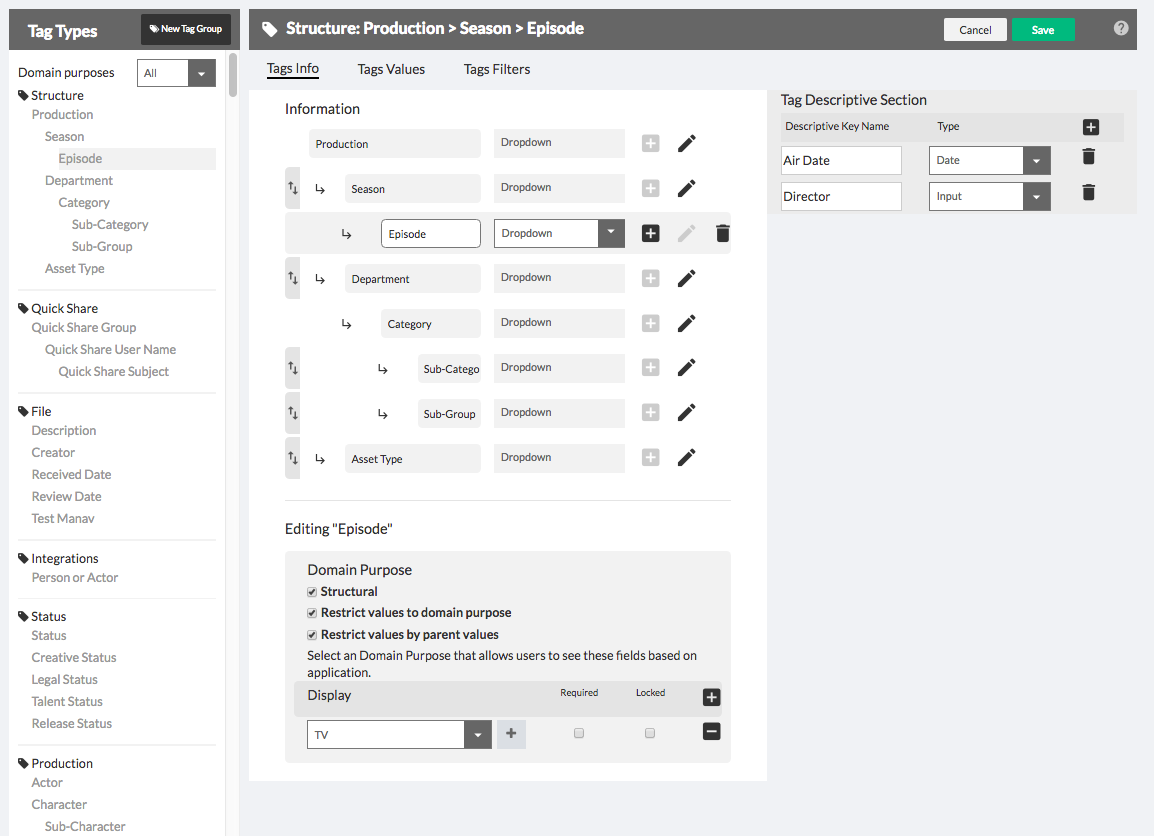 Tag Types
New Tag Group
Domain purposes
All
Structure
Production
Season
Episode
Department
Category
Sub-Category
Sub-Group
Asset Type
Quick Share
Quick Share Group
Quick Share User Name
Quick Share Subject
File
Description
Creator
Received Date
Review Date
Test Manav
Integrations
Person or Actor
Status
Status
Creative Status
Legal Status
Talent Status
Release Status
Production
Actor
Character
Sub-Character
Structure: Production > Season > Episode
Cancel
Save
?
Tags Info
Tags Values
Tags Filters
Information
Production Dropdown
Season Dropdown
Episode Dropdown
Department Dropdown
Category Dropdown
Sub-Catego Dropdown
Sub-Group Dropdown
Asset Type Dropdown
Editing "Episode"
Domain Purpose
Structural
Restrict values to domain purpose
Restrict values by parent values
Select an Domain Purpose that allows users to see these fields based on
application.
Display Required Locked
TV
Tag Descriptive Section
Descriptive Key Name Type
Air Date Date
Director Input